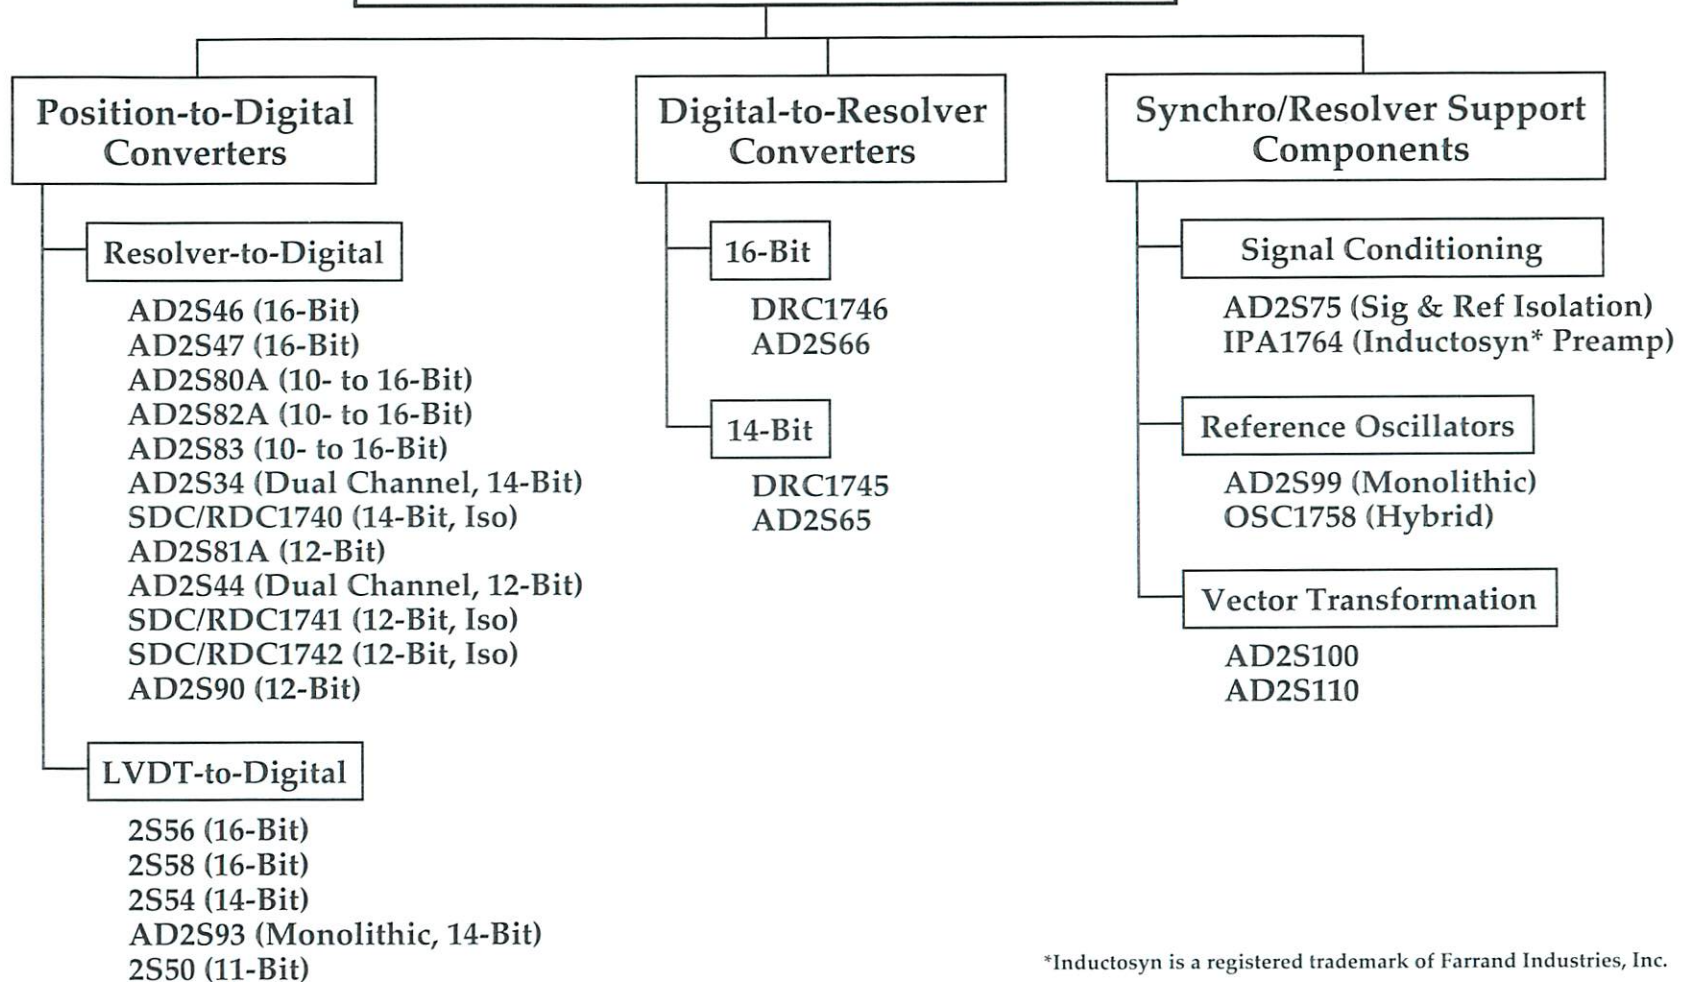 Position-to-Digital
Converters
Resolver-to-Digital
AD2S46 (16-Bit)
AD2S47 (16-Bit)
AD2S80A (10- to 16-Bit)
AD2S82A (10- to 16-Bit)
AD2S83 (10- to 16-Bit)
AD2S34 (Dual Channel, 14-Bit)
SDC/RDC1740 (14-Bit, Iso)
AD2S81A (12-Bit)
AD2S44 (Dual Channel, 12-Bit)
SDC/RDC1741 (12-Bit, Iso)
SDC/RDC1742 (12-Bit, Iso)
AD2S90 (12-Bit)
LVDT-to-Digital
2S56 (16-Bit)
2S58 (16-Bit)
2S54 (14-Bit)
AD2S93 (Monolithic, 14-Bit)
2S50 (11-Bit)
Digital-to-Resolver
Converters
16-Bit
DRC1746
AD2S66
14-Bit
DRC1745
AD2S65
Synchro/Resolver Support
Components
Signal Conditioning
AD2S75 (Sig & Ref Isolation)
IPA1764 (Inductosyn* Preamp)
Reference Oscillators
AD2S99 (Monolithic)
OSC1758 (Hybrid)
Vector Transformation
AD2S100
AD2S110
*Inductosyn is a registered trademark of Farrand Industries, Inc.